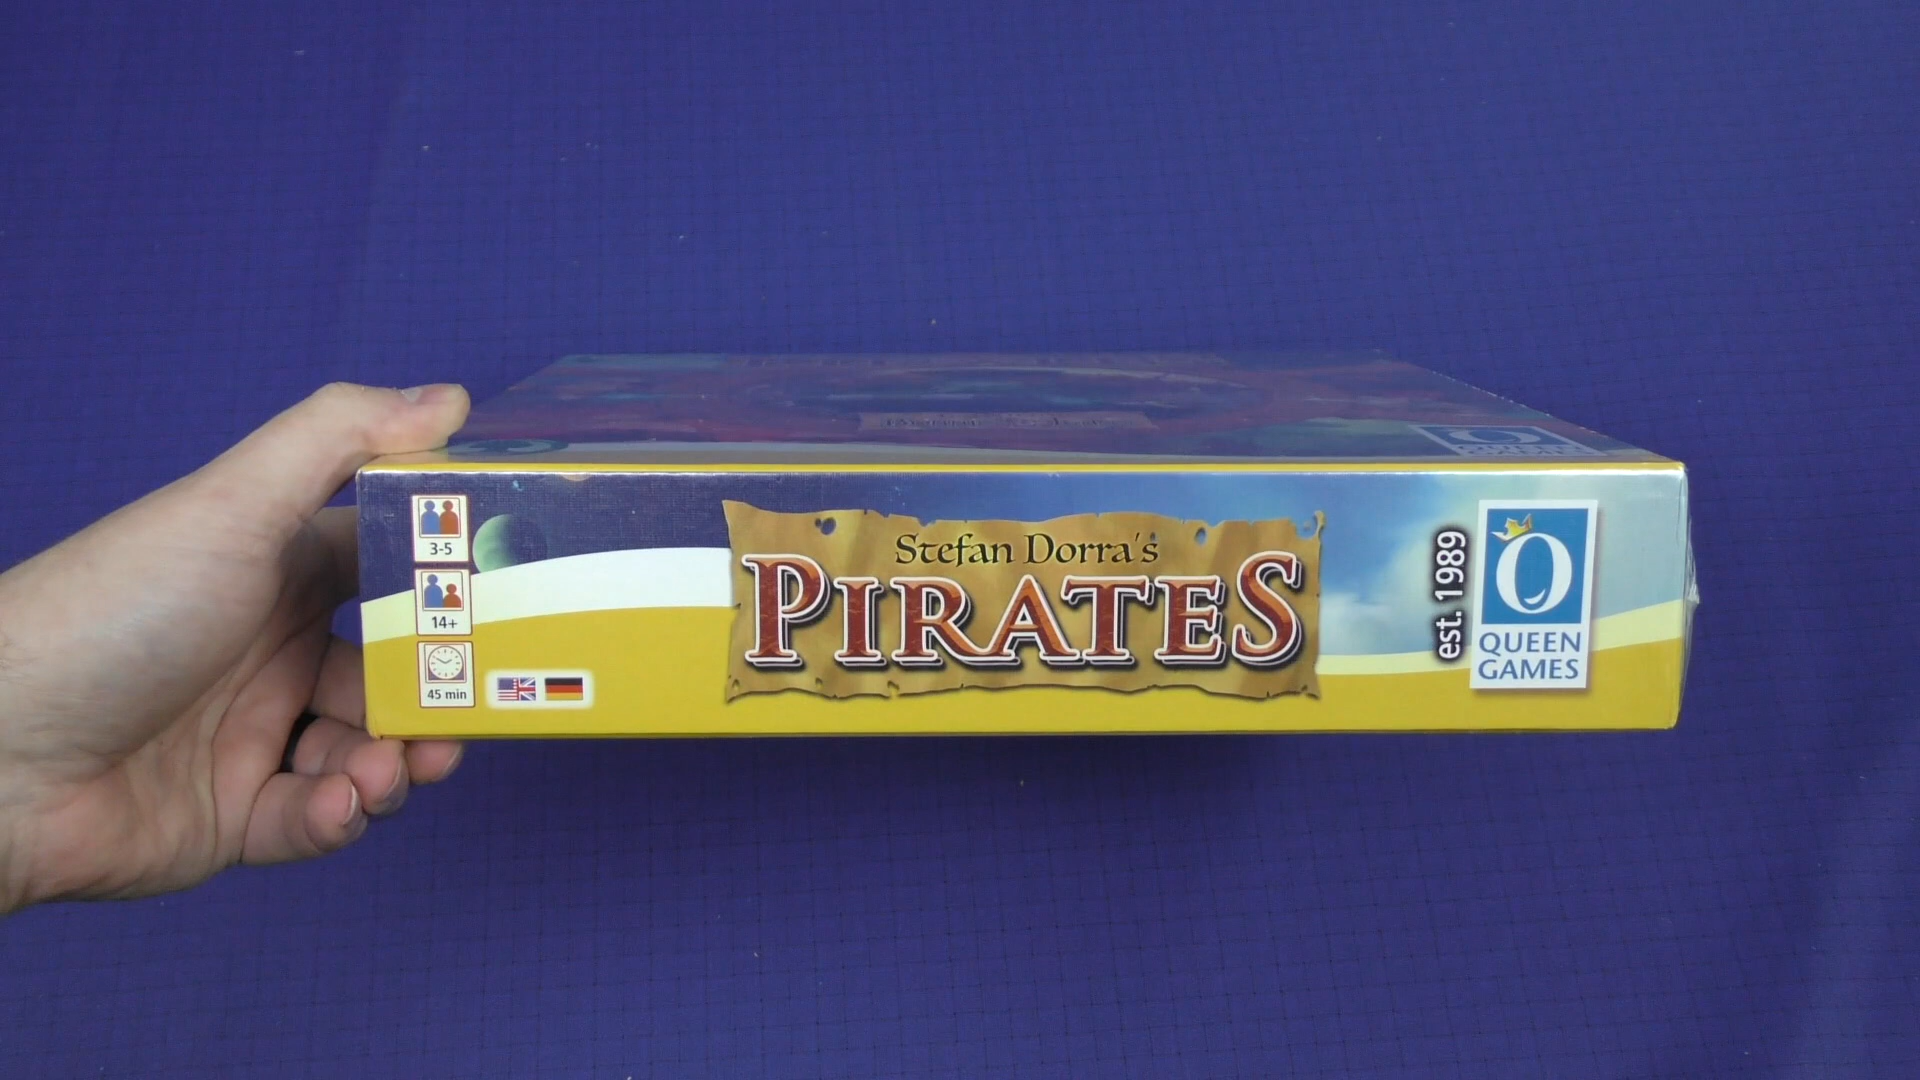 3-5
14+
45 min
Stefan Dorra's
PIRATES
est. 1989
QUEEN
GAMES